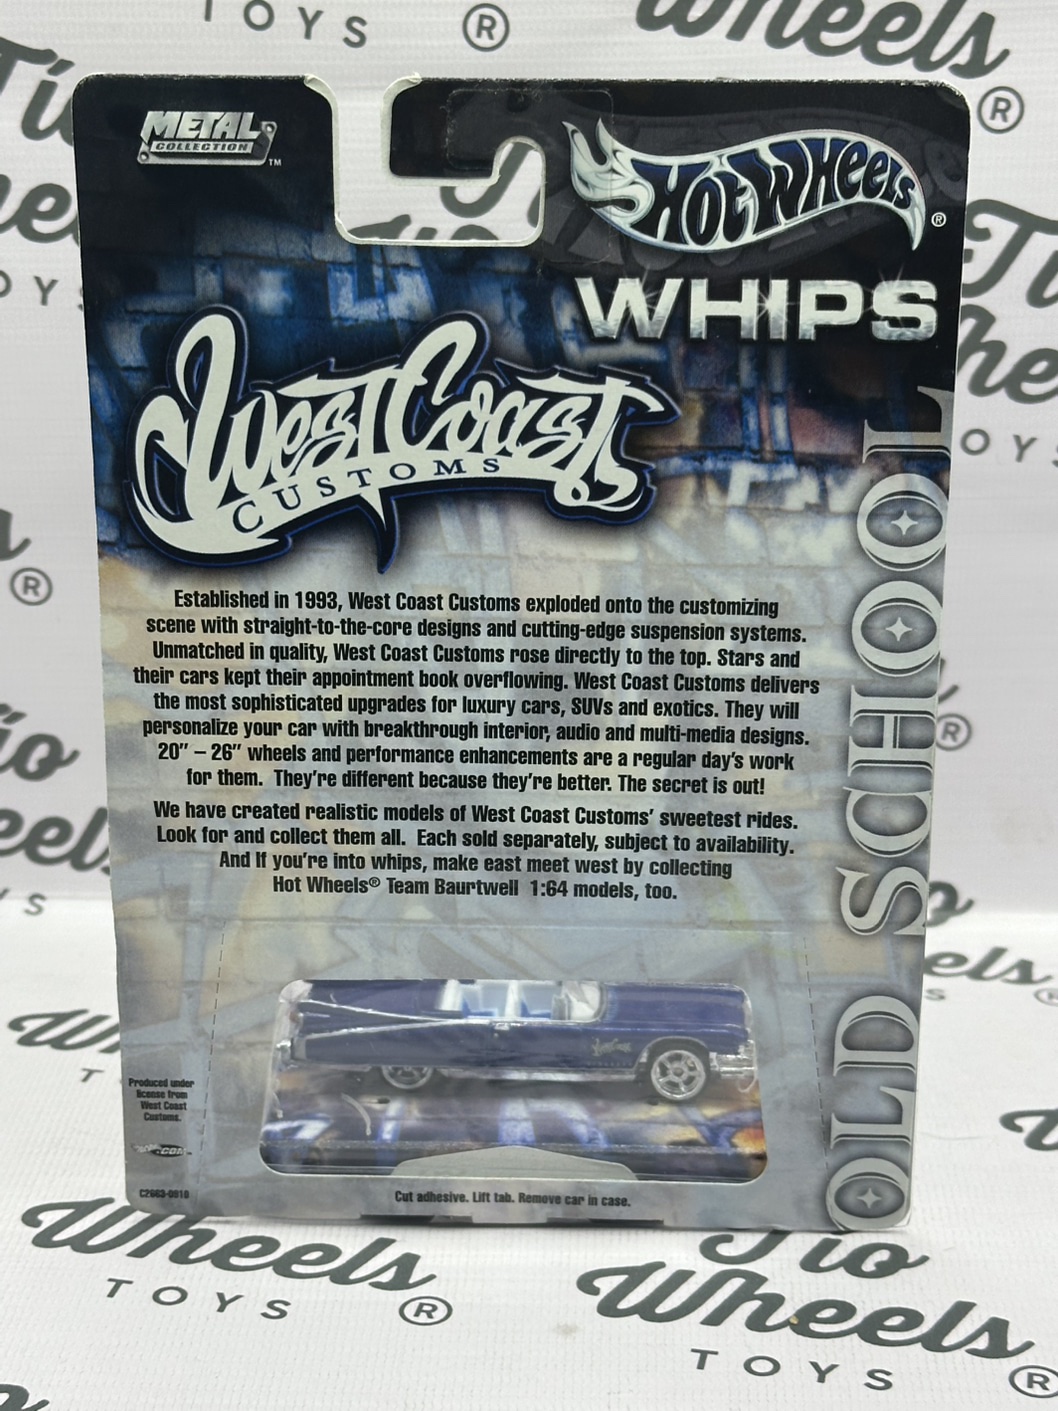 TOYS ®
Wheels
®
METAL
COLLECTION
TM
HOT WHEELS
®
WHIPS
WEST COAST
CUSTOMS
OLD SCHOOL
Established in 1993, West Coast Customs exploded onto the customizing
scene with straight-to-the-core designs and cutting-edge suspension systems.
Unmatched in quality, West Coast Customs rose directly to the top. Stars and
their cars kept their appointment book overflowing. West Coast Customs delivers
the most sophisticated upgrades for luxury cars, SUVs and exotics. They will
personalize your car with breakthrough interior, audio and multi-media designs.
20″ – 26″ wheels and performance enhancements are a regular day's work
for them. They're different because they're better. The secret is out!
We have created realistic models of West Coast Customs' sweetest rides.
Look for and collect them all. Each sold separately, subject to availability.
And If you're into whips, make east meet west by collecting
Hot Wheels® Team Baurtwell 1:64 models, too.
Produced under
license from
West Coast
Customs.
Cut adhesive. Lift tab. Remove car in case.
Wheels
TOYS ®
Tio
Wheels
TOYS ®